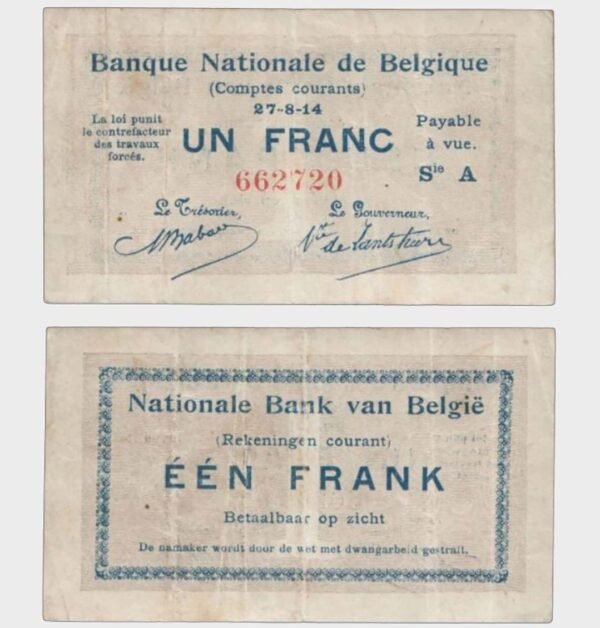 Banque Nationale de Belgique
(Comptes courants)
27-8-14
La loi punit
le contrefacteur
des travaux
forcés.
UN FRANC
Payable
à vue.
662720
Sie A
Le Trésorier,
Le Gouverneur,
Nationale Bank van België
(Rekeningen courant)
ÉÉN FRANK
Betaalbaar op zicht
De namaker wordt door de wet met dwangarbeid gestraft.